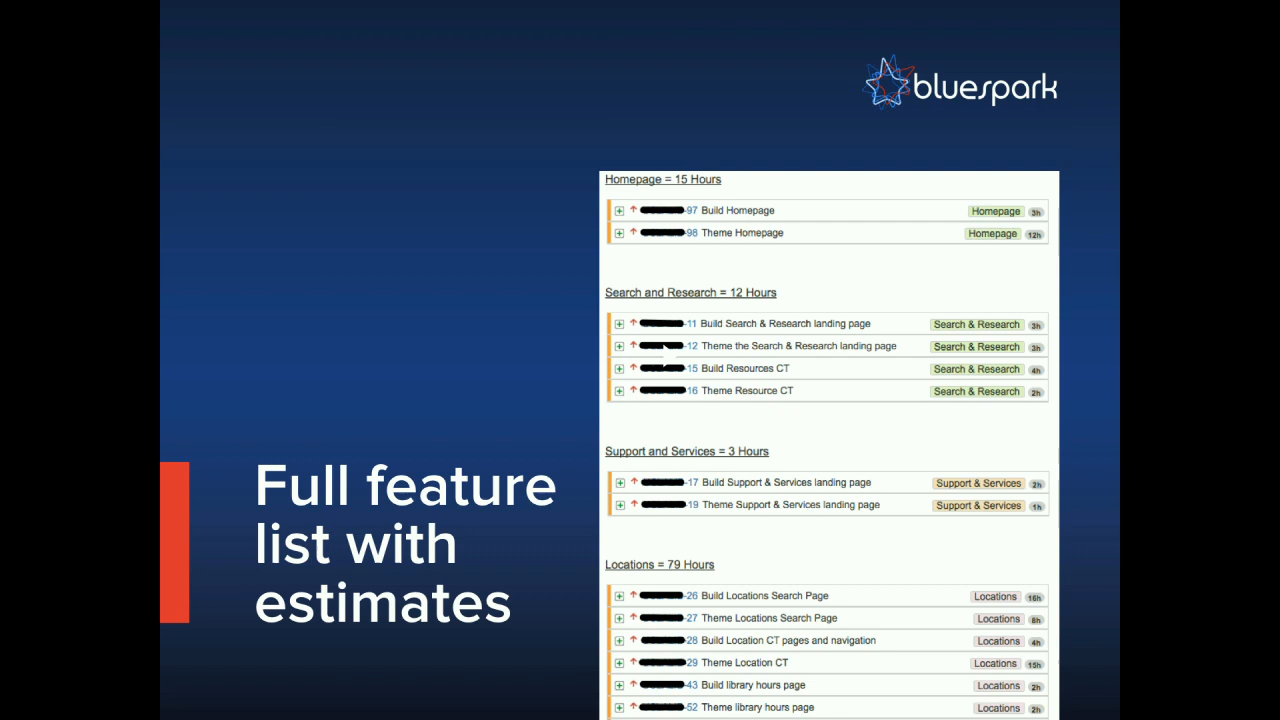 bluespark
Full feature
list with
estimates
Homepage = 15 Hours
-97 Build Homepage Homepage 3h
-98 Theme Homepage Homepage 12h
Search and Research = 12 Hours
-11 Build Search & Research landing page Search & Research 3h
-12 Theme the Search & Research landing page Search & Research 3h
-15 Build Resources CT Search & Research 4h
-16 Theme Resource CT Search & Research 2h
Support and Services = 3 Hours
-17 Build Support & Services landing page Support & Services 2h
-19 Theme Support & Services landing page Support & Services 1h
Locations = 79 Hours
-26 Build Locations Search Page Locations 16h
-27 Theme Locations Search Page Locations 8h
-28 Build Location CT pages and navigation Locations 4h
-29 Theme Location CT Locations 15h
-43 Build library hours page Locations 2h
-52 Theme library hours page Locations 2h